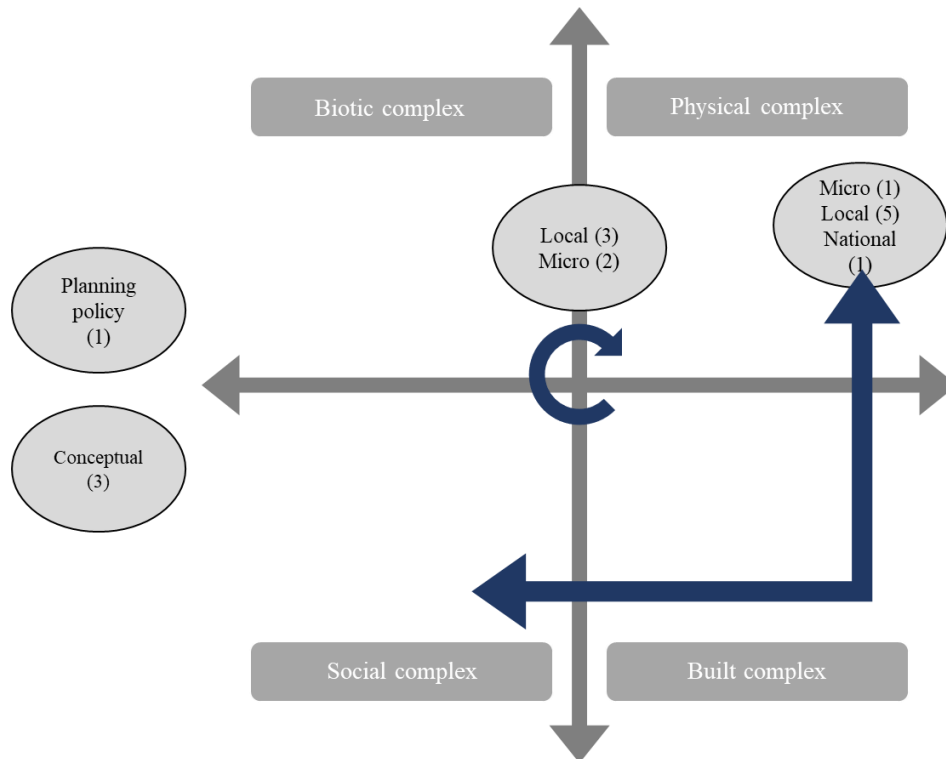 Biotic complex
Physical complex
Micro (1)
Local (5)
National
(1)
Local (3)
Micro (2)
Planning
policy
(1)
Conceptual
(3)
Social complex
Built complex